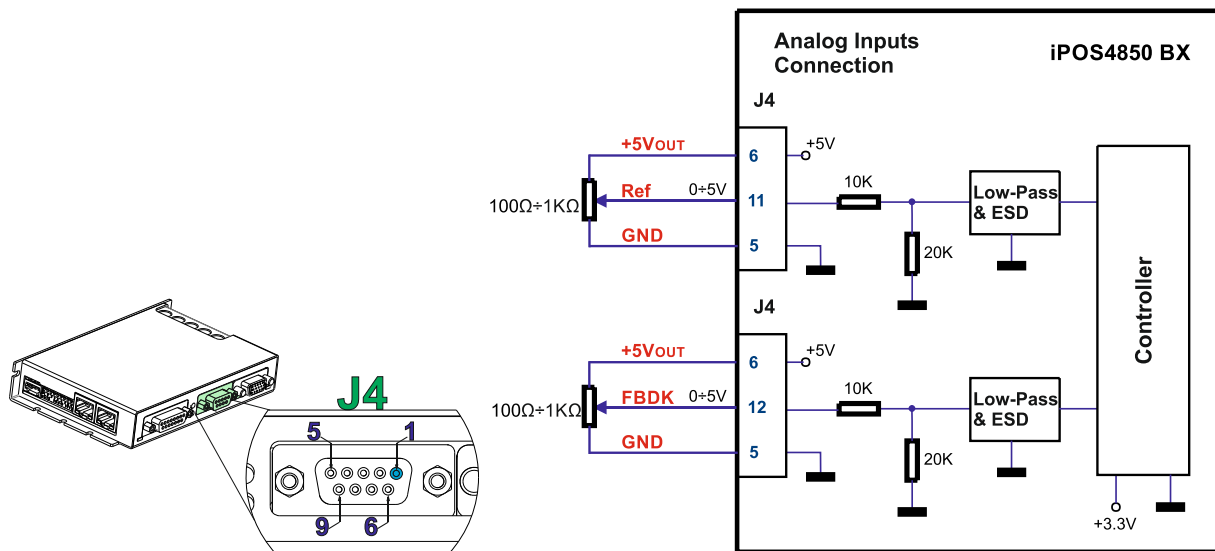 Analog Inputs
Connection
iPOS4850 BX
J4
+5VOUT
6
+5V
Ref
0÷5V
11
10K
100Ω÷1KΩ
GND
5
20K
Low-Pass
& ESD
Controller
J4
+5VOUT
6
+5V
FBDK
0÷5V
12
10K
100Ω÷1KΩ
GND
5
20K
Low-Pass
& ESD
+3.3V
J4
5
1
9
6